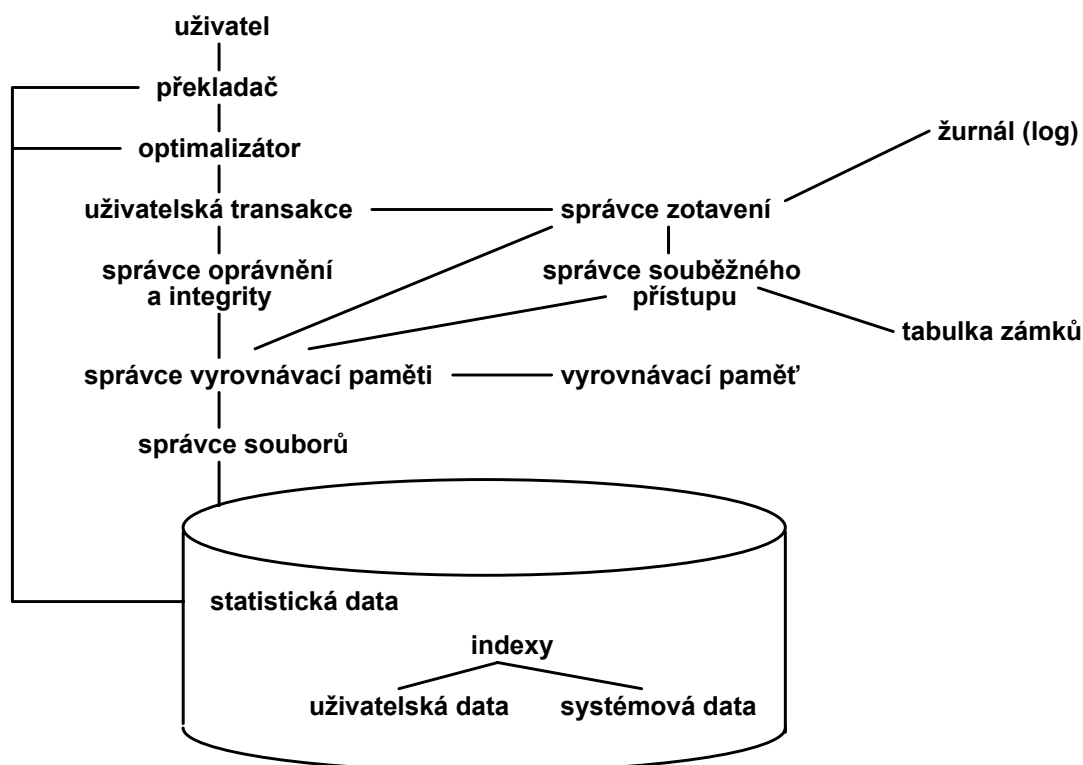 uživatel
překladač
optimalizátor
žurnál (log)
uživatelská transakce
správce zotavení
správce oprávnění
a integrity
správce souběžného
přístupu
tabulka zámků
správce vyrovnávací paměti
vyrovnávací paměť
správce souborů
statistická data
indexy
uživatelská data
systémová data